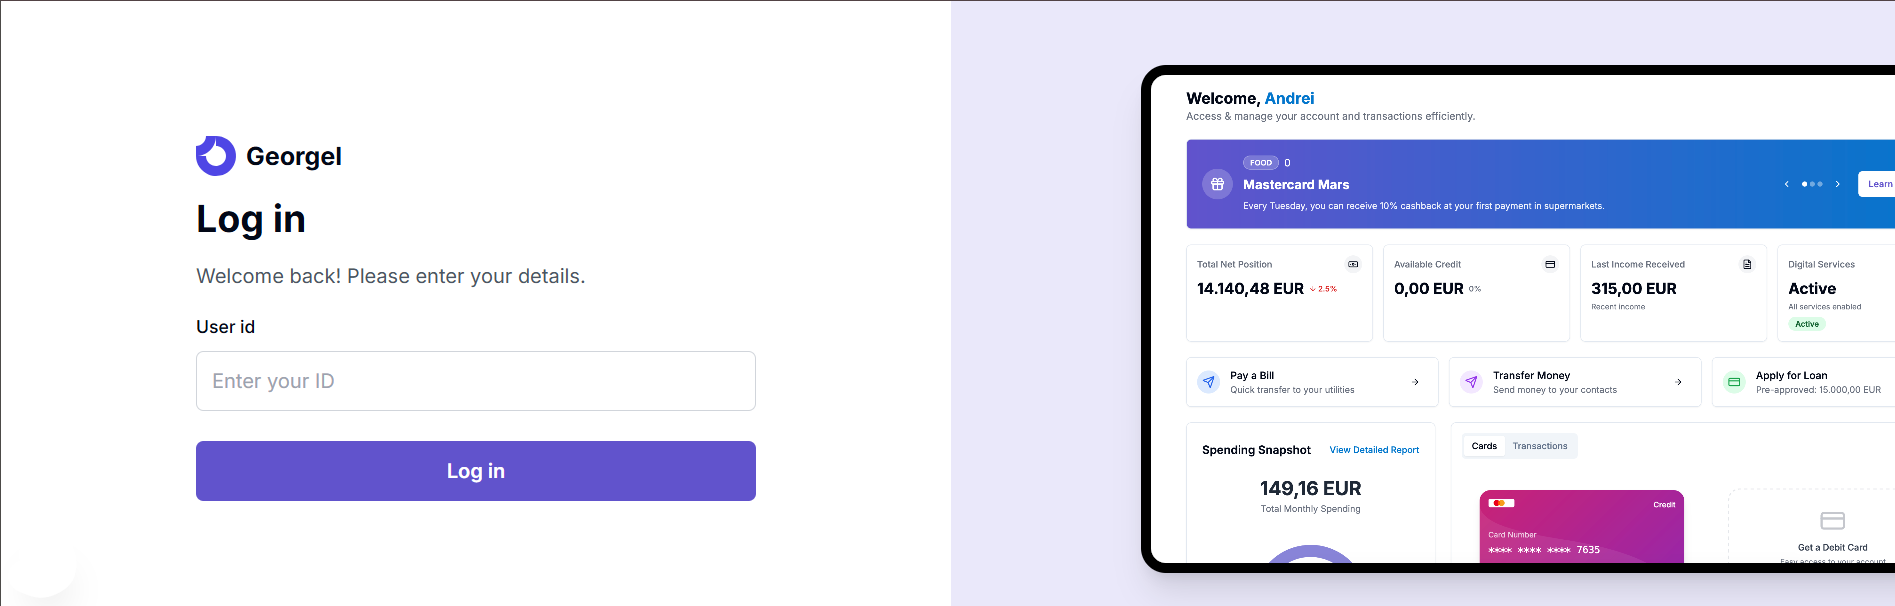 Georgel
Log in
Welcome back! Please enter your details.
User id
Enter your ID
Log in
Welcome, Andrei
Access & manage your account and transactions efficiently.
FOOD 0
Mastercard Mars
Every Tuesday, you can receive 10% cashback at your first payment in supermarkets.
Learn
Total Net Position
14.140,48 EUR 2.5%
Available Credit
0,00 EUR 0%
Last Income Received
315,00 EUR
Recent income
Digital Services
Active
All services enabled
Active
Pay a Bill
Quick transfer to your utilities
Transfer Money
Send money to your contacts
Apply for Loan
Pre-approved: 15.000,00 EUR
Spending Snapshot View Detailed Report
149,16 EUR
Total Monthly Spending
Cards Transactions
Credit
Card Number
**** **** **** 7635
Get a Debit Card
Easy access to your account